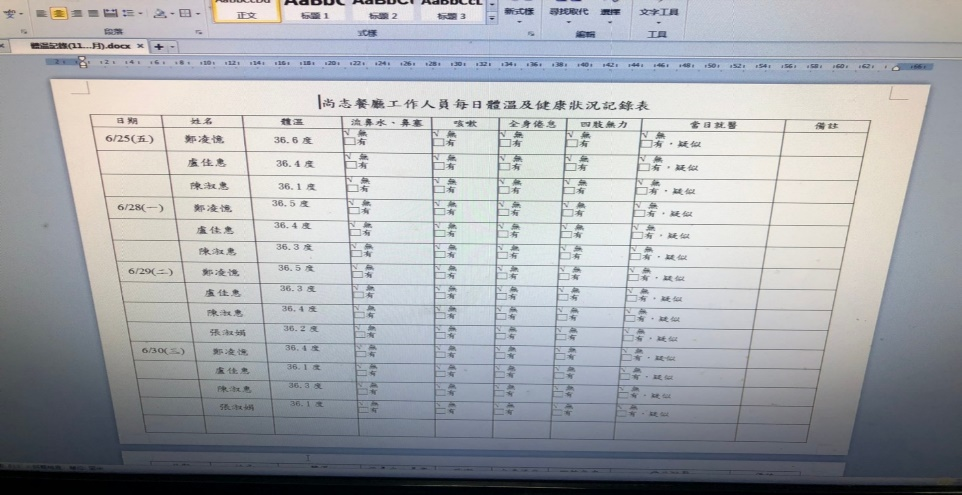 正文 標題 1 標題 2 標題 3 新式樣 尋找取代 選擇 文字工具
段落 樣式 編輯 工具
體溫記錄(11...月).docx
尚志餐廳工作人員每日體溫及健康狀況記錄表
日期 姓名 體溫 流鼻水、鼻塞 咳嗽 全身倦怠 四肢無力 當日就醫 備註
6/25(五) 鄭凌憶 36.6 度 √ 無 □有 √ 無 □有 √ 無 □有 √ 無 □有 √ 無 □有，疑似
盧佳惠 36.4 度 √ 無 □有 √ 無 □有 √ 無 □有 √ 無 □有 √ 無 □有，疑似
陳淑惠 36.1 度 √ 無 □有 √ 無 □有 √ 無 □有 √ 無 □有 √ 無 □有，疑似
6/28(一) 鄭凌憶 36.5 度 √ 無 □有 √ 無 □有 √ 無 □有 √ 無 □有 √ 無 □有，疑似
盧佳惠 36.4 度 √ 無 □有 √ 無 □有 √ 無 □有 √ 無 □有 √ 無 □有，疑似
陳淑惠 36.3 度 √ 無 □有 √ 無 □有 √ 無 □有 √ 無 □有 √ 無 □有，疑似
6/29(二) 鄭凌憶 36.5 度 √ 無 □有 √ 無 □有 √ 無 □有 √ 無 □有 √ 無 □有，疑似
盧佳惠 36.3 度 √ 無 □有 √ 無 □有 √ 無 □有 √ 無 □有 √ 無 □有，疑似
陳淑惠 36.4 度 √ 無 □有 √ 無 □有 √ 無 □有 √ 無 □有 √ 無 □有，疑似
張淑娟 36.2 度 √ 無 □有 √ 無 □有 √ 無 □有 √ 無 □有 √ 無 □有，疑似
6/30(三) 鄭凌憶 36.4 度 √ 無 □有 √ 無 □有 √ 無 □有 √ 無 □有 √ 無 □有，疑似
盧佳惠 36.1 度 √ 無 □有 √ 無 □有 √ 無 □有 √ 無 □有 √ 無 □有，疑似
陳淑惠 36.3 度 √ 無 □有 √ 無 □有 √ 無 □有 √ 無 □有 √ 無 □有，疑似
張淑娟 36.1 度 √ 無 □有 √ 無 □有 √ 無 □有 √ 無 □有 √ 無 □有，疑似